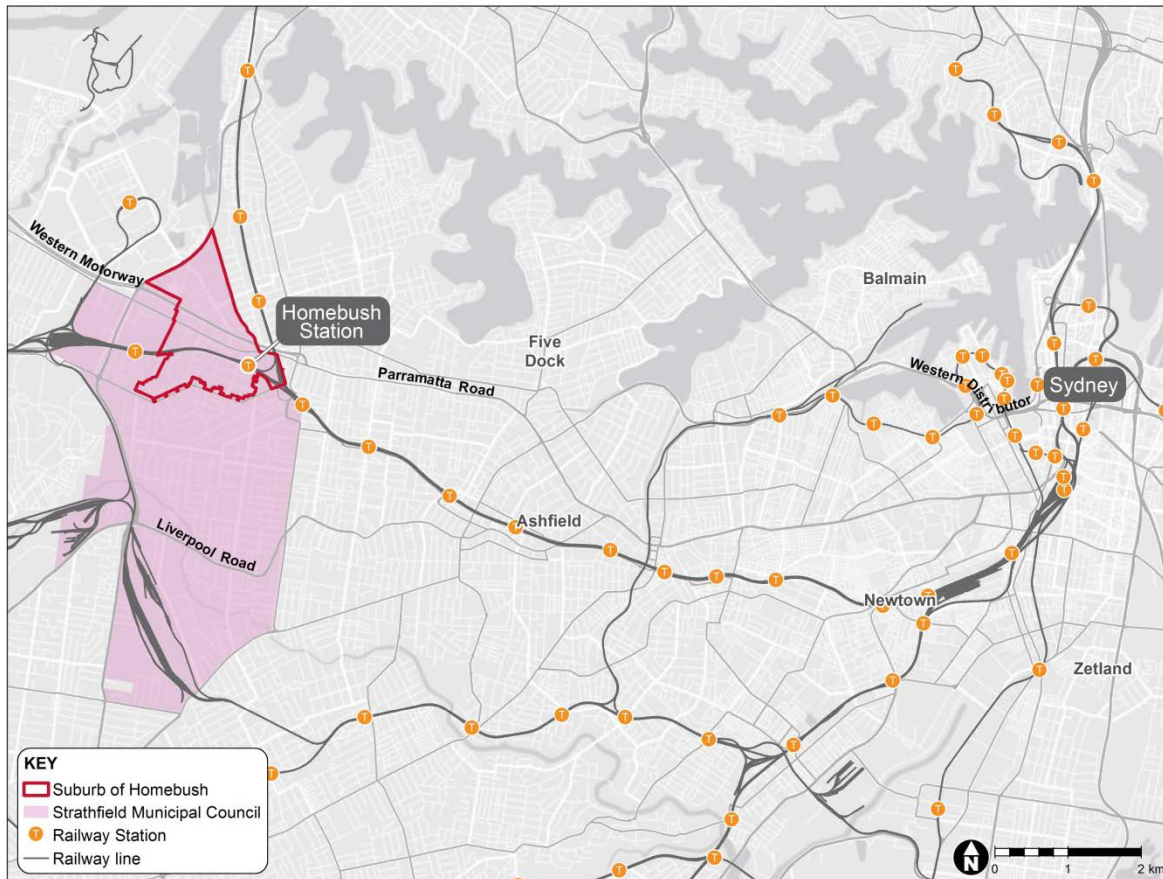 Western Motorway
Homebush
Station
Balmain
Five
Dock
Parramatta Road
Western Distributor
Sydney
Ashfield
Liverpool Road
Newtown
Zetland
KEY
Suburb of Homebush
Strathfield Municipal Council
T Railway Station
Railway line
N
0 1 2 km